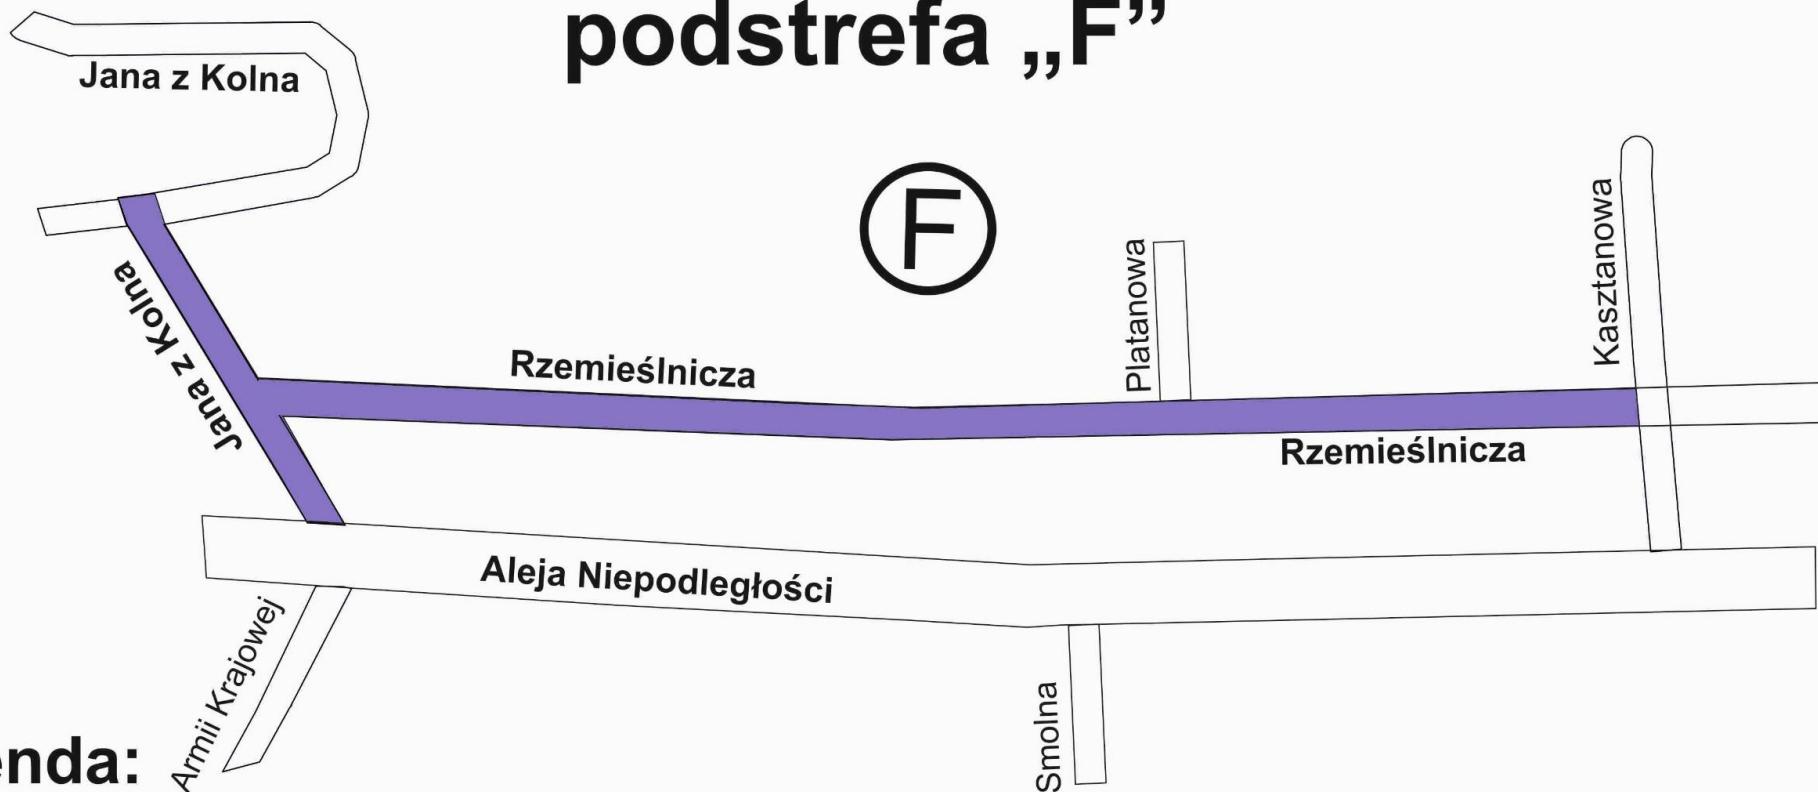 podstrefa „F”
Jana z Kolna
F
Kasztanowa
Platanowa
Jana z Kolna
Rzemieślnicza
Rzemieślnicza
Aleja Niepodległości
Armii Krajowej
Smolna
enda: